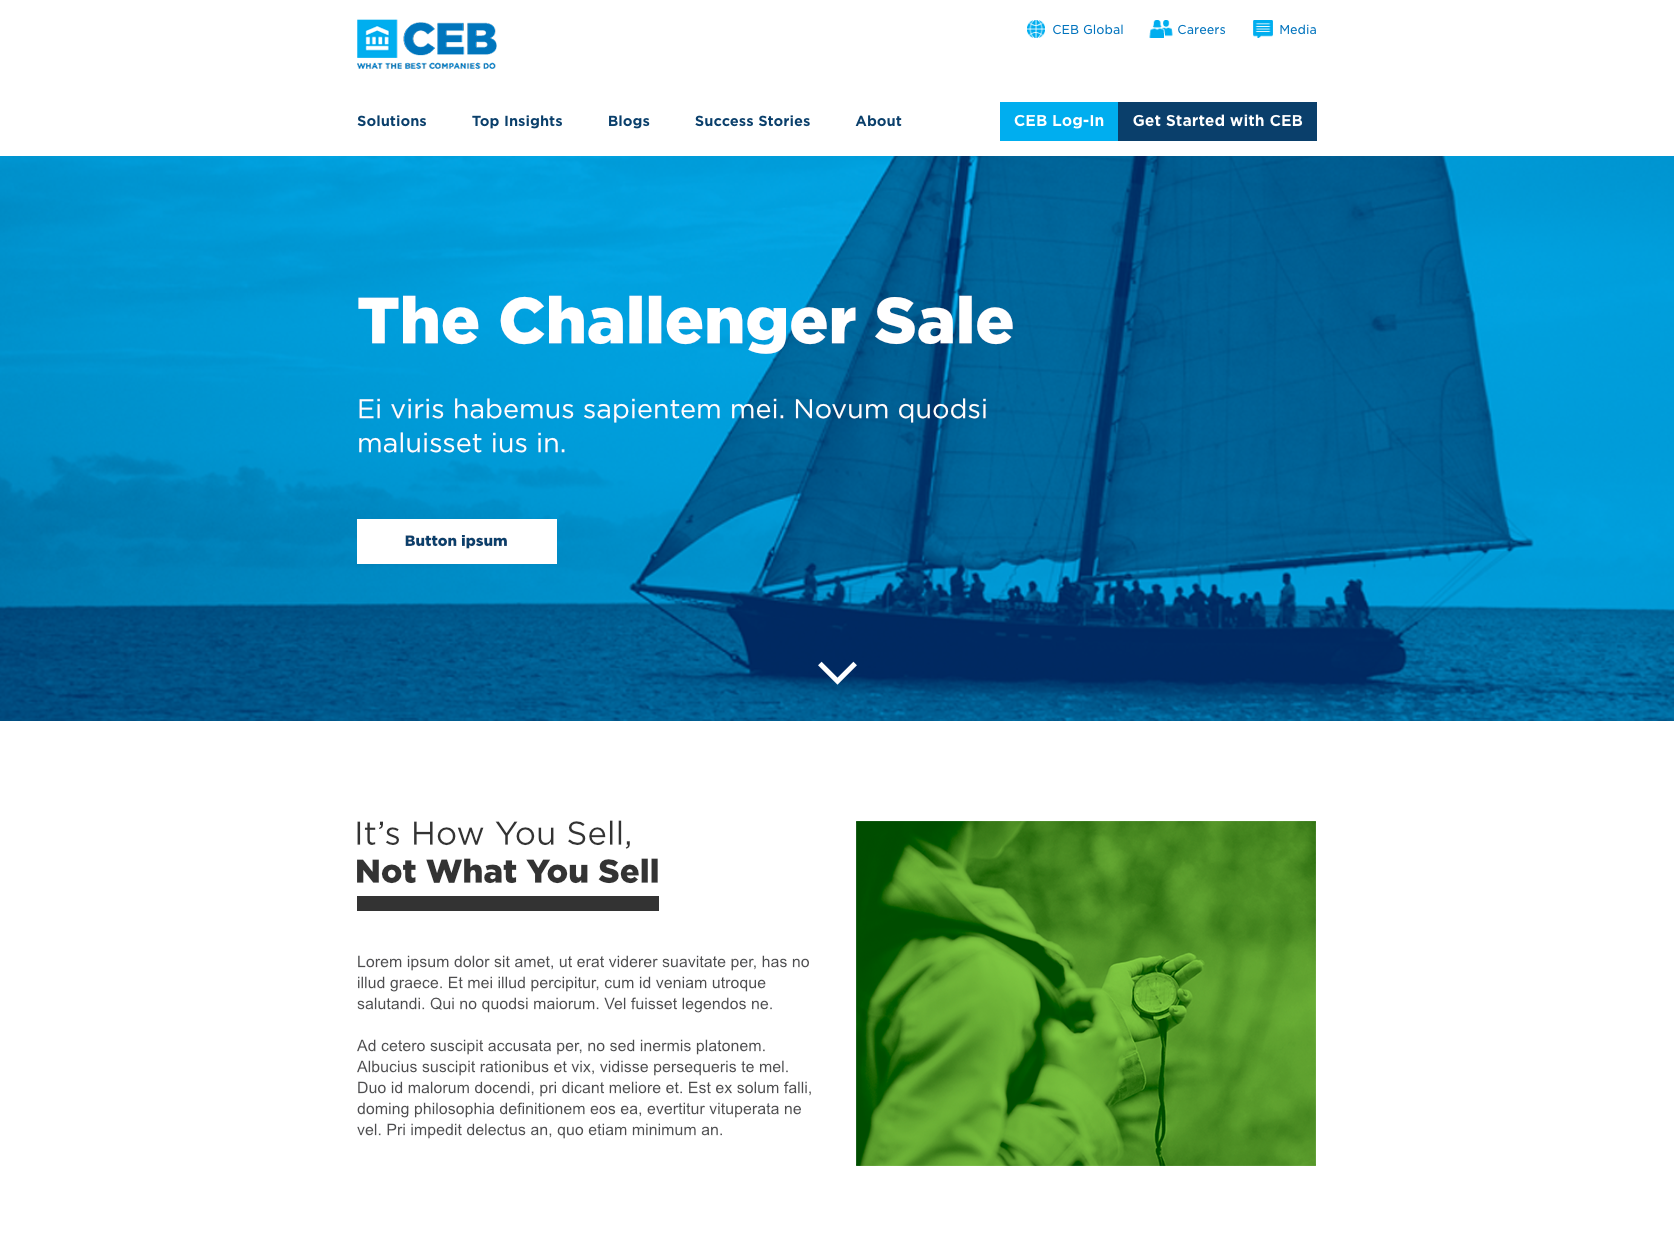 CEB
WHAT THE BEST COMPANIES DO
CEB Global
Careers
Media
Solutions
Top Insights
Blogs
Success Stories
About
CEB Log-In
Get Started with CEB
The Challenger Sale
Ei viris habemus sapientem mei. Novum quodsi
maluisset ius in.
Button ipsum
It’s How You Sell,
Not What You Sell
Lorem ipsum dolor sit amet, ut erat viderer suavitate per, has no
illud graece. Et mei illud percipitur, cum id veniam utroque
salutandi. Qui no quodsi maiorum. Vel fuisset legendos ne.
Ad cetero suscipit accusata per, no sed inermis platonem.
Albucius suscipit rationibus et vix, vidisse persequeris te mel.
Duo id malorum docendi, pri dicant meliore et. Est ex solum falli,
doming philosophia definitionem eos ea, evertitur vituperata ne
vel. Pri impedit delectus an, quo etiam minimum an.